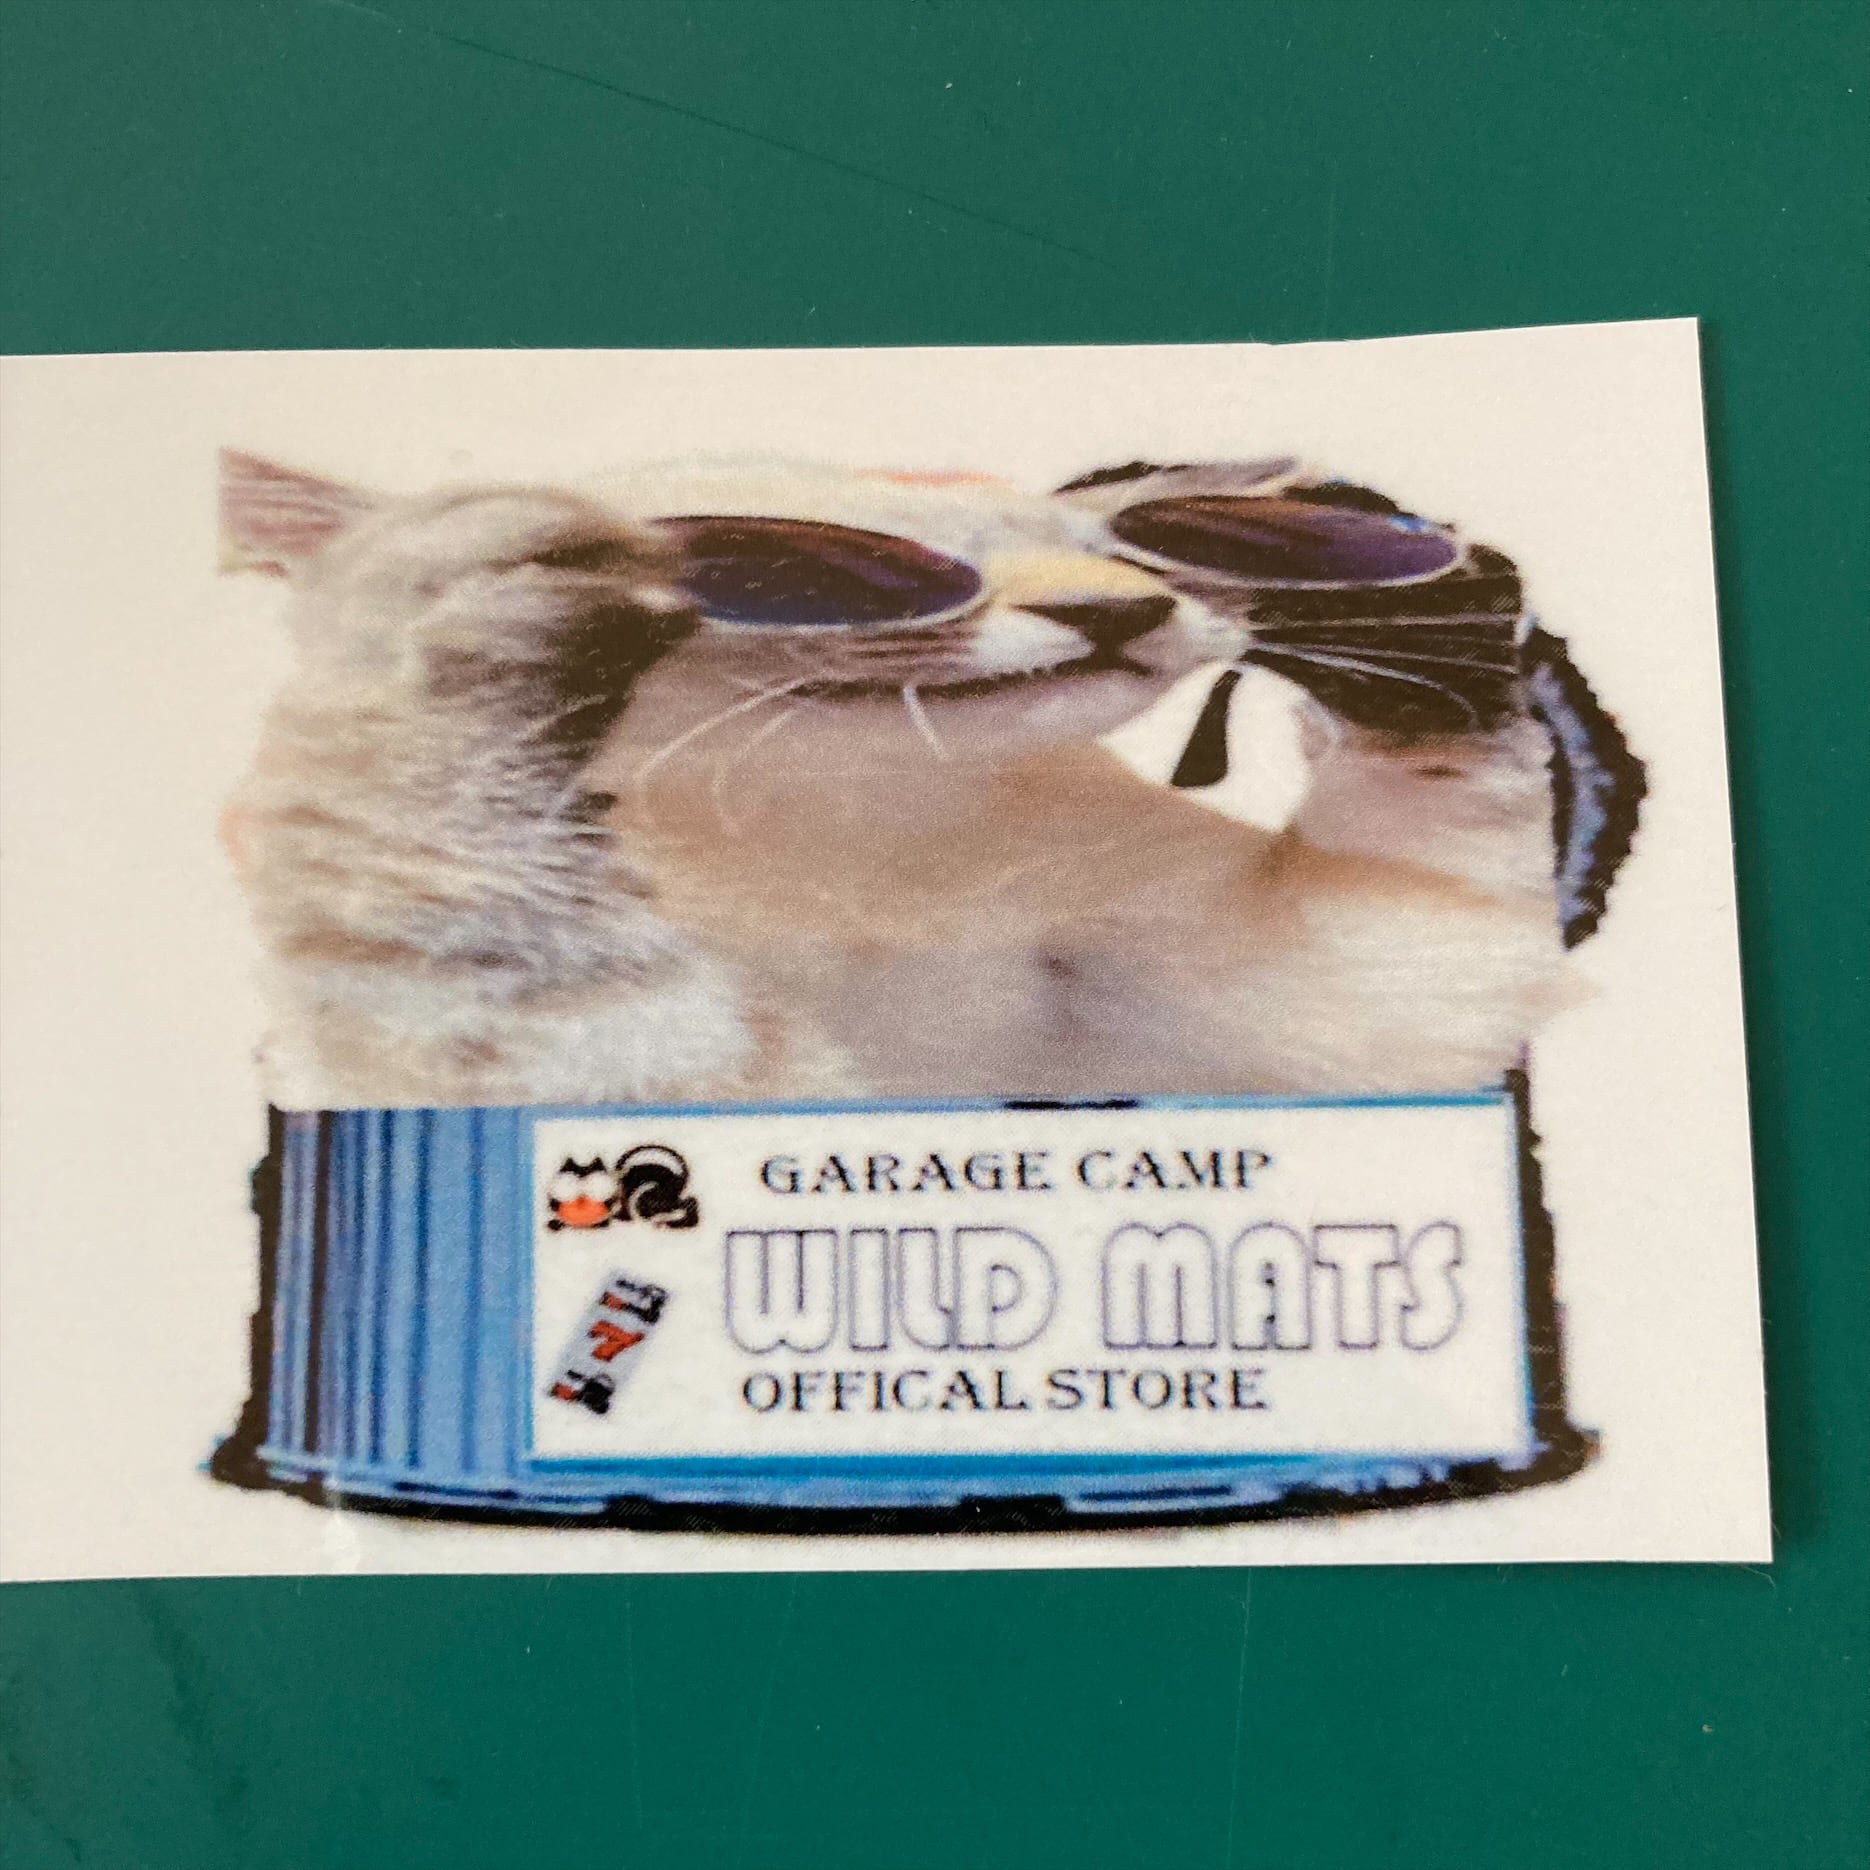 GARAGE CAMP
WILD MATS
OFFICAL STORE